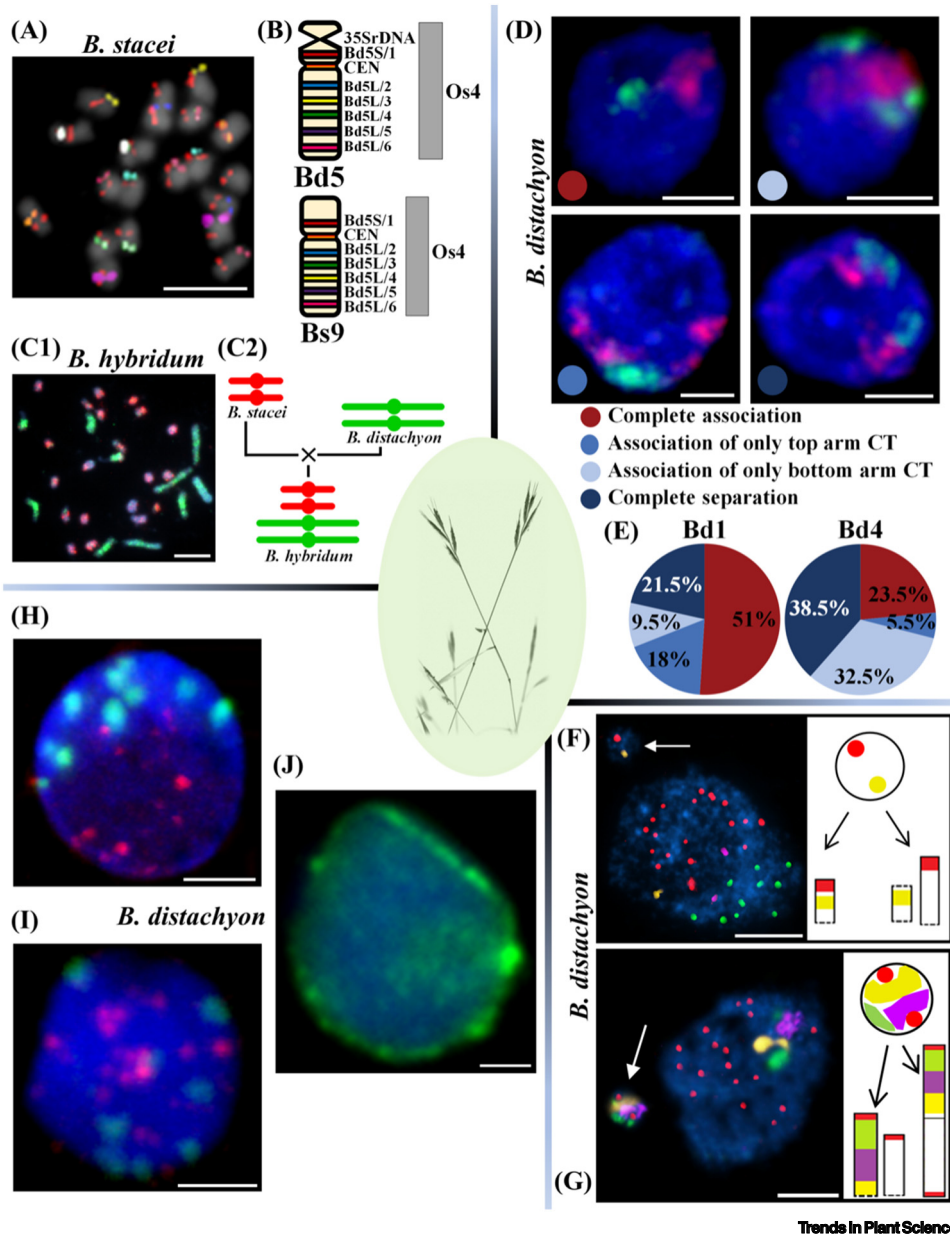 (A)
B. stacei
(B)
35SrDNA
Bd5S/1
CEN
Bd5L/2
Bd5L/3
Bd5L/4
Bd5L/5
Bd5L/6
Os4
Bd5
Bd5S/1
CEN
Bd5L/2
Bd5L/3
Bd5L/4
Bd5L/5
Bd5L/6
Os4
Bs9
(C1)
B. hybridum
(C2)
B. stacei
B. distachyon
×
B. hybridum
(D)
B. distachyon
Complete association
Association of only top arm CT
Association of only bottom arm CT
Complete separation
(E)
Bd1
Bd4
21.5%
51%
9.5%
18%
38.5%
23.5%
5.5%
32.5%
(H)
(I)
B. distachyon
(J)
(F)
B. distachyon
(G)
Trends in Plant Scienc